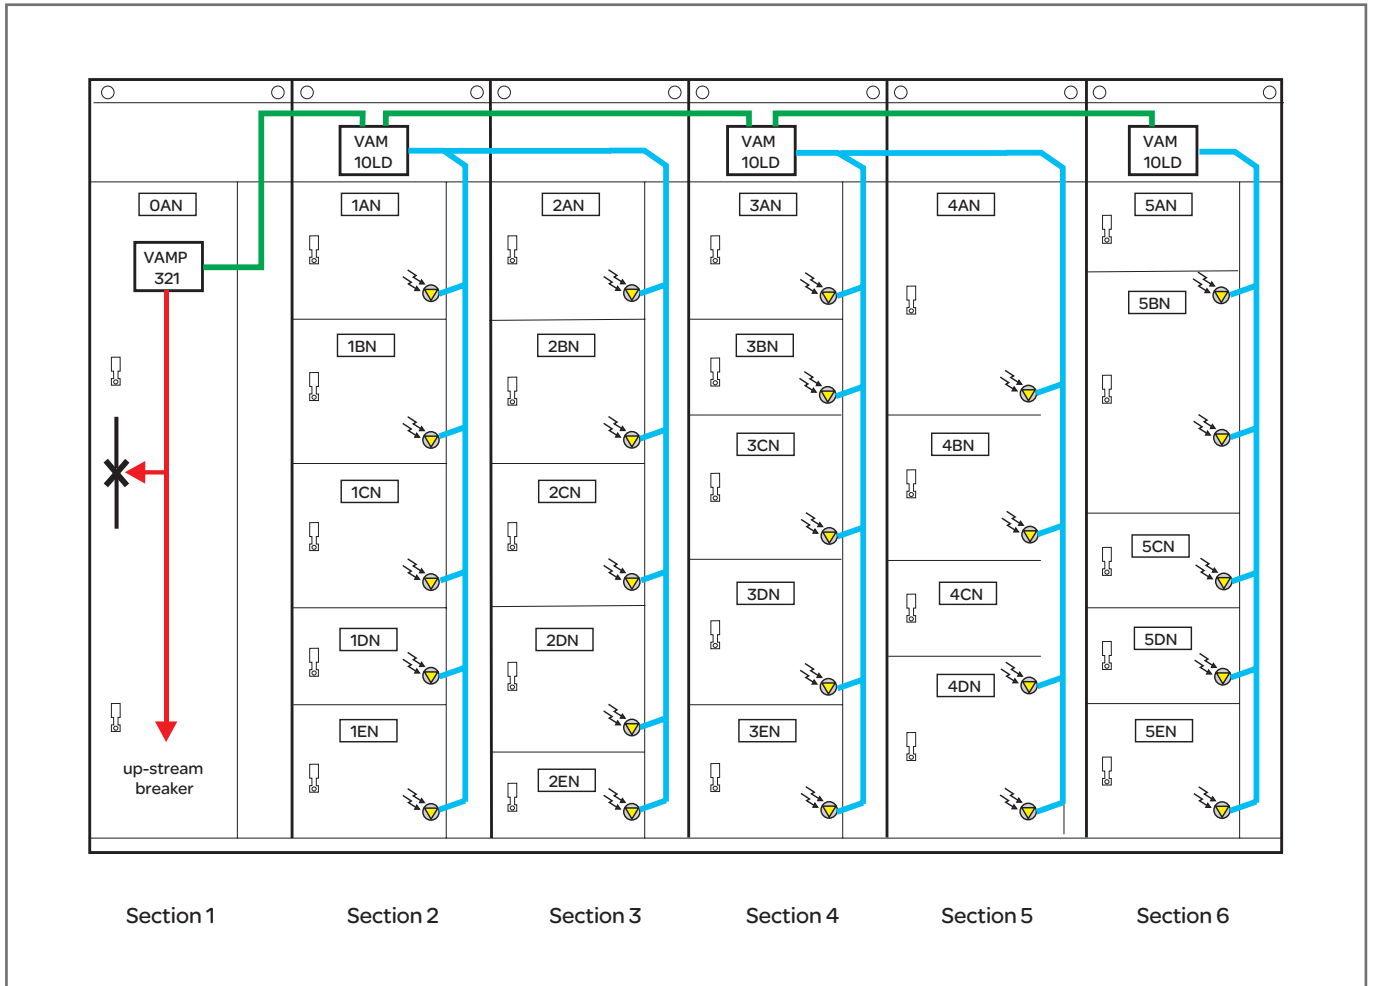 VAM
10LD
VAM
10LD
VAM
10LD
0AN
1AN
2AN
3AN
4AN
5AN
VAMP
321
5BN
1BN
2BN
3BN
3CN
4BN
1CN
2CN
5CN
3DN
4CN
1DN
2DN
5DN
4DN
1EN
3EN
5EN
up-stream
breaker
2EN
Section 1
Section 2
Section 3
Section 4
Section 5
Section 6